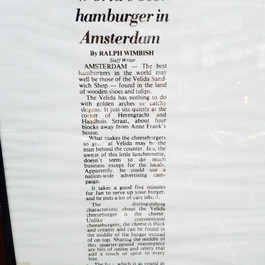 hamburger in
Amsterdam
By RALPH WIMBISH
Staff Writer
AMSTERDAM — The best
hamburgers in the world may
well be those of the Velida Sand-
wich Shop — found in the land
of wooden shoes and tulips.
The Velida has nothing to do
with golden arches or catchy
slogans. It just sits quietly at the
corner of Herengracht and
Raadhuis Straat, about four
blocks away from Anne Frank's
house.
What makes the cheeseburgers
so great at Velida may be the
man behind the counter. Jan, the
owner of this little luncheonette,
doesn't seem to do much
business except for the locals.
Apparently, he could use a
nation-wide advertising cam-
paign.
It takes a good five minutes
for Jan to serve up your burger,
and he puts a lot of care into it.
The distinguishing
characteristic about the Velida
cheeseburger is the cheese.
Unlike conventional
cheeseburgers, the cheese is thick
and creamy and can be found in
the middle of the burger instead
of on top. Sharing the middle of
this quarter-pound masterpiece
are bits of onion and celery that
add a touch of spice to every
bite.